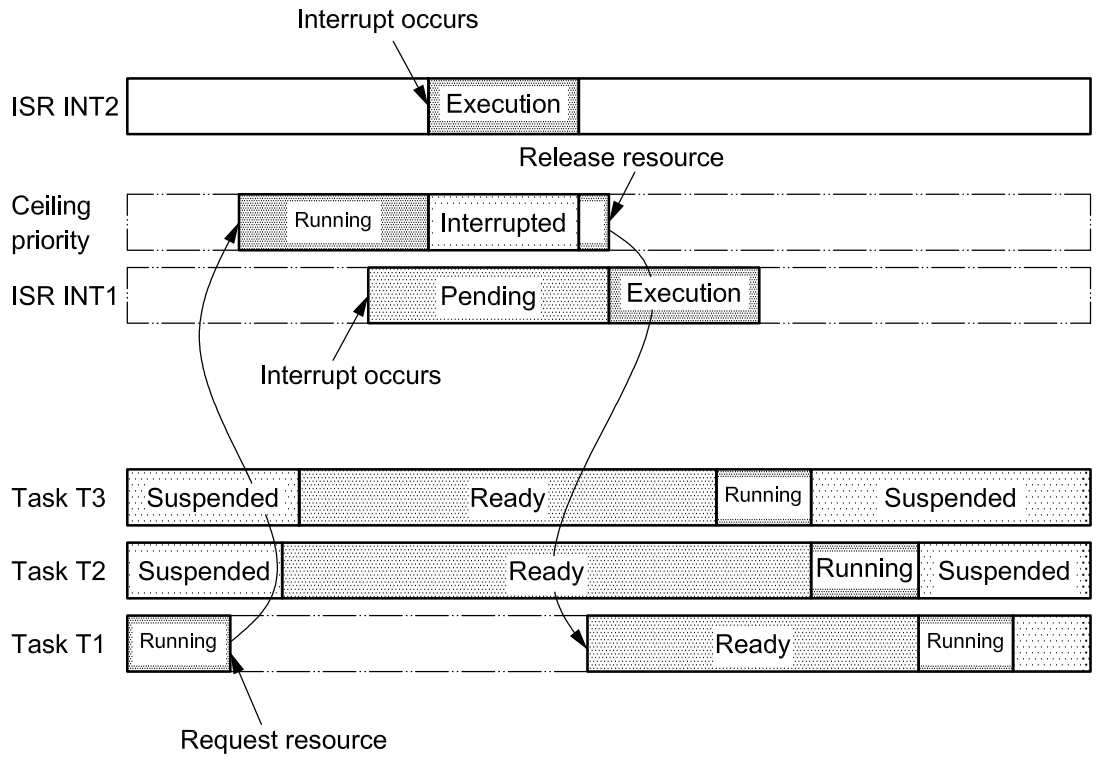 Interrupt occurs
ISR INT2
Execution
Release resource
Ceiling
priority
Running
Interrupted
ISR INT1
Pending
Execution
Interrupt occurs
Task T3
Suspended
Ready
Running
Suspended
Task T2
Suspended
Ready
Running
Suspended
Task T1
Running
Ready
Running
Request resource